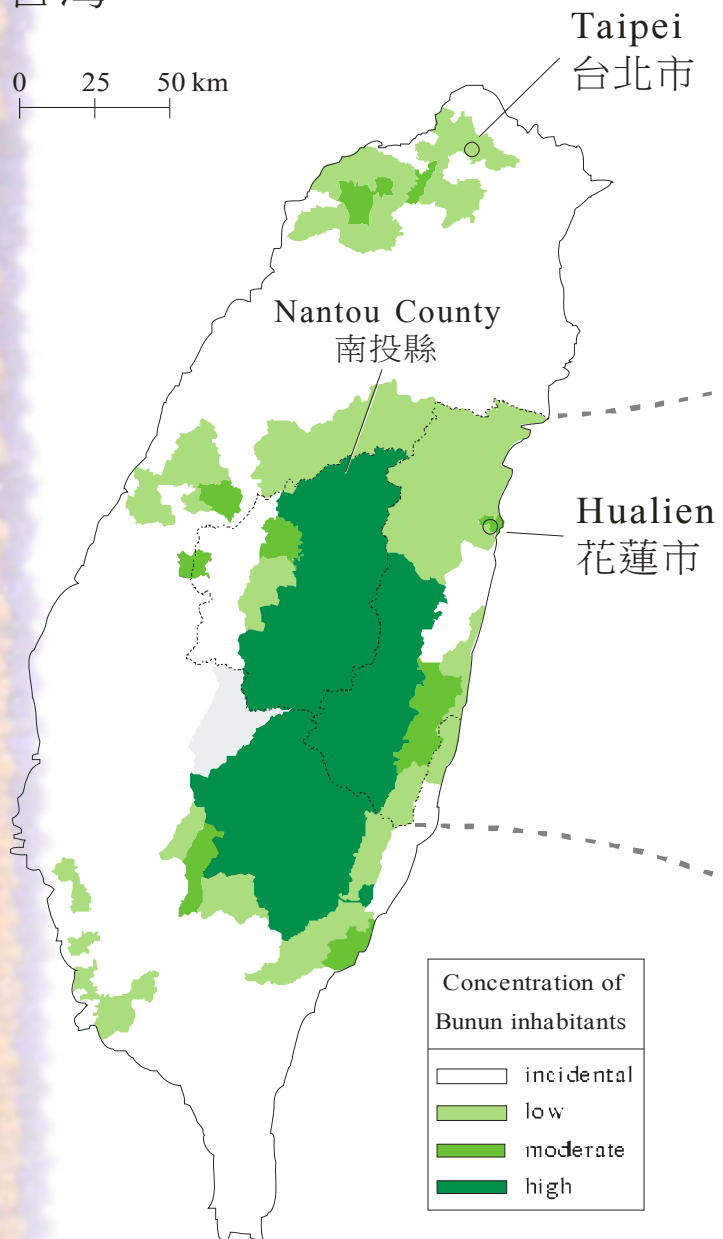 Taipei
台北市
0 25 50 km
Nantou County
南投縣
Hualien
花蓮市
Concentration of
Bunun inhabitants
incidental
low
moderate
high